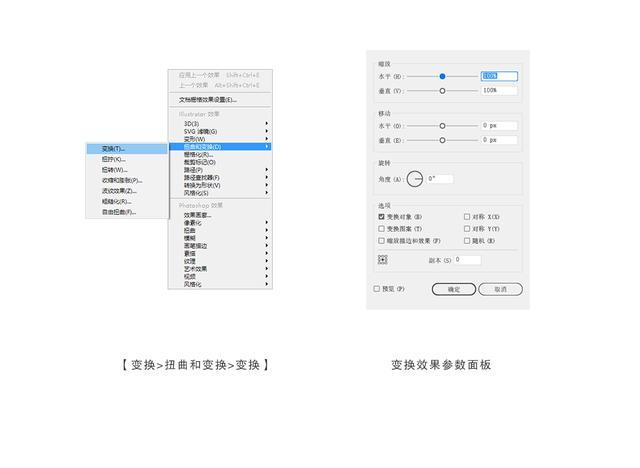 应用上一个效果 Shift+Ctrl+E
上一个效果 Alt+Shift+Ctrl+E
文档栅格效果设置(E)...
Illustrator 效果
3D(3)
SVG 滤镜(G)
变形(W)
扭曲和变换(D)
栅格化(R)...
裁剪标记(O)
路径(P)
路径查找器(F)
转换为形状(V)
风格化(S)
Photoshop 效果
效果画廊...
像素化
扭曲
模糊
画笔描边
素描
纹理
艺术效果
视频
风格化
变换(T)...
扭拧(K)...
扭转(W)...
收缩和膨胀(P)...
波纹效果(Z)...
粗糙化(R)...
自由扭曲(F)...
缩放
水平 (H): 100%
垂直 (V): 100%
移动
水平 (O): 0 px
垂直 (E): 0 px
旋转
角度 (A): 0°
选项
变换对象 (B) 对称 X(X)
变换图案 (T) 对称 Y(Y)
缩放描边和效果 (F) 随机 (R)
副本 (S) 0
预览 (P) 确定 取消
【 变换>扭曲和变换>变换 】
变换效果参数面板